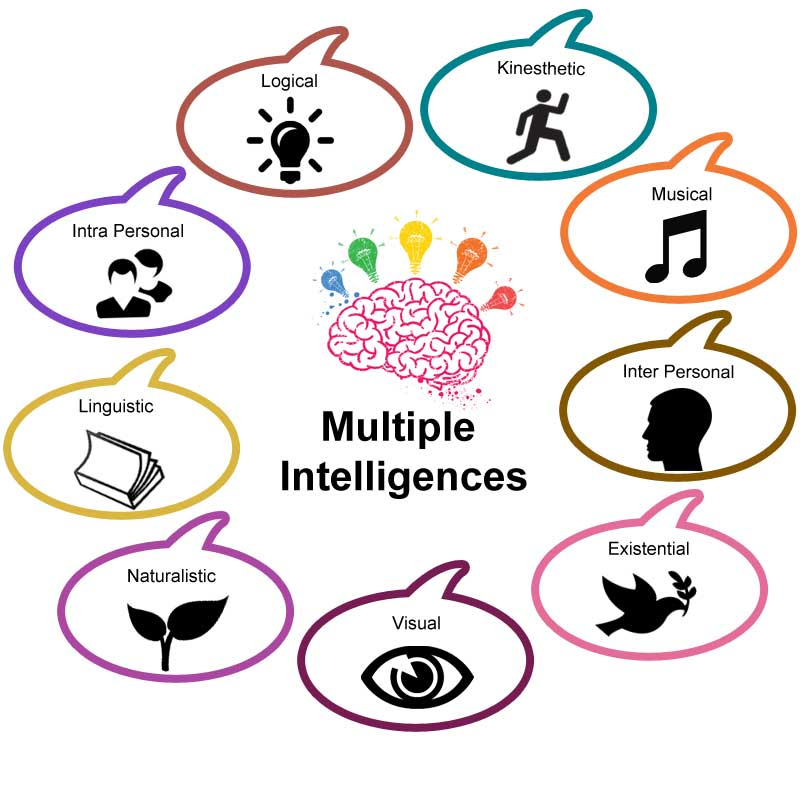 Logical
Kinesthetic
Musical
Intra Personal
Inter Personal
Linguistic
Multiple
Intelligences
Existential
Naturalistic
Visual